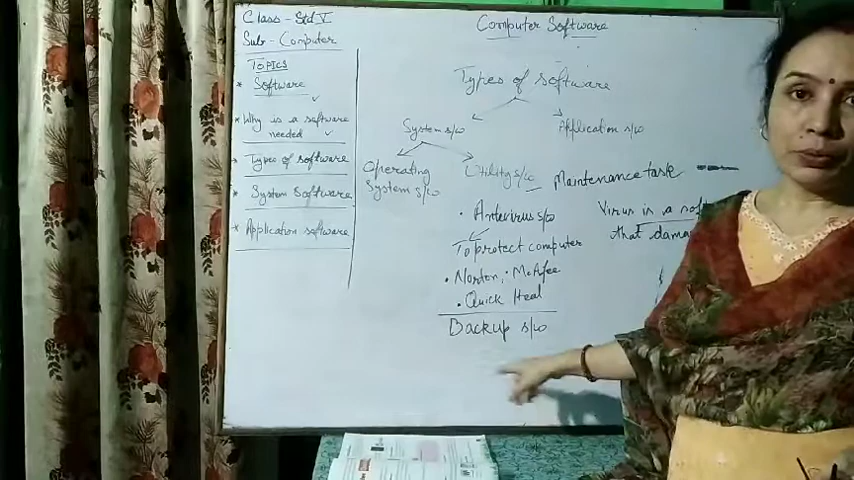 Class - Std V
Sub - Computer
Topics
* Software
* Why is a software
needed
* Types of software
* System Software
* Application software
Computer Software
Types of software
System s/w
Application s/w
Operating
System s/w
Utility s/w
Maintenance task
• Antivirus s/w
To protect computer
• Norton, • McAfee
• Quick Heal
Backup s/w
Virus is a
that damag